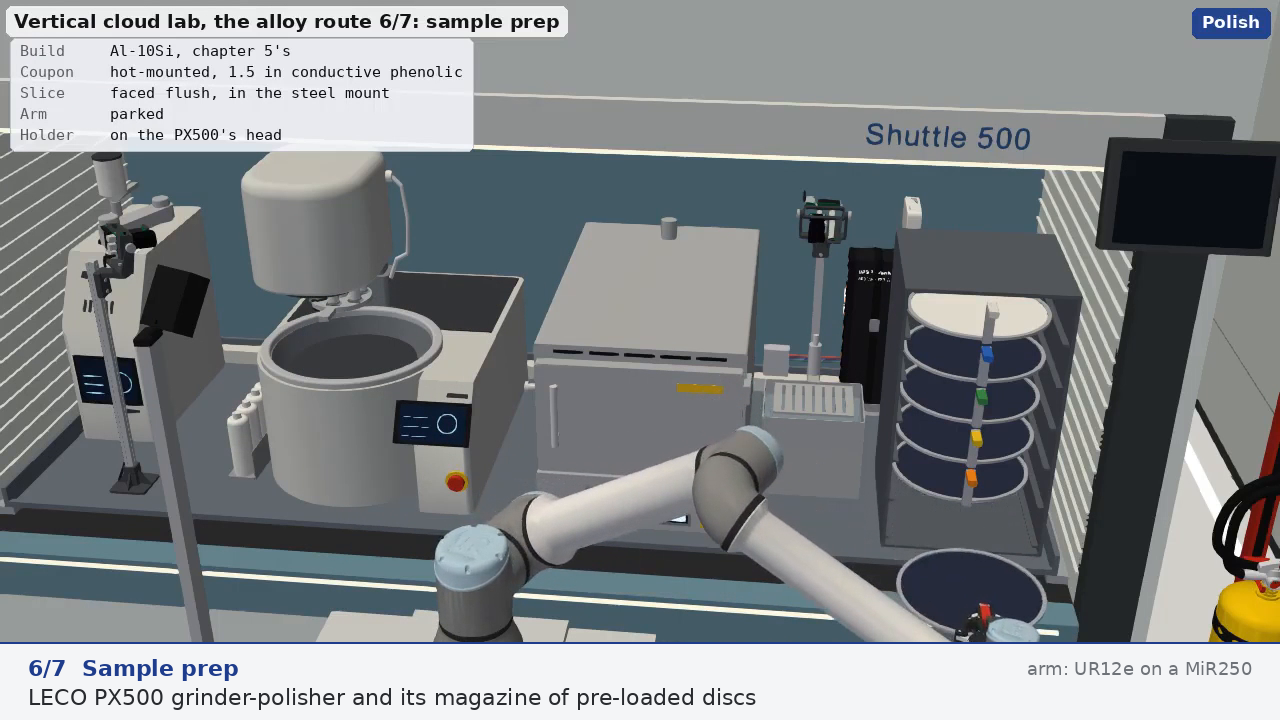 Vertical cloud lab, the alloy route 6/7: sample prep
Polish
Build Al-10Si, chapter 5's
Coupon hot-mounted, 1.5 in conductive phenolic
Slice faced flush, in the steel mount
Arm parked
Holder on the PX500's head
Shuttle 500
6/7 Sample prep
arm: UR12e on a MiR250
LECO PX500 grinder-polisher and its magazine of pre-loaded discs